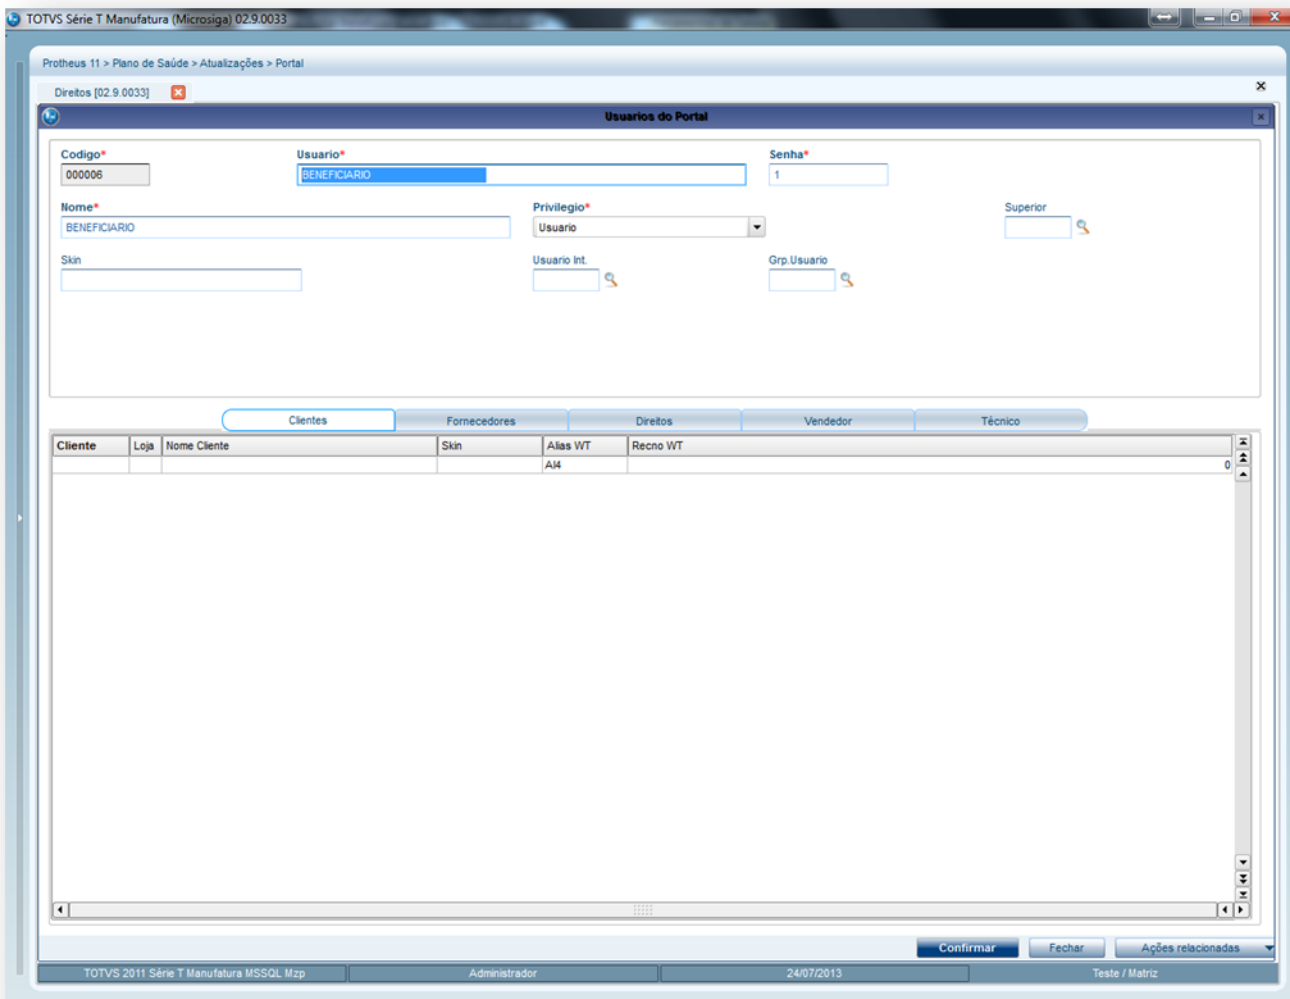 TOTVS Série T Manufatura (Microsiga) 02.9.0033
Protheus 11 > Plano de Saúde > Atualizações > Portal
Direitos [02.9.0033]
Usuarios do Portal
Codigo* Usuario* Senha*
000006 BENEFICIARIO 1
Nome* Privilegio* Superior
BENEFICIARIO Usuario
Skin Usuario Int. Grp.Usuario
Clientes Fornecedores Direitos Vendedor Técnico
Cliente Loja Nome Cliente Skin Alias WT Recno WT
AI4 0
Confirmar Fechar Ações relacionadas
TOTVS 2011 Série T Manufatura MSSQL Mzp Administrador 24/07/2013 Teste / Matriz